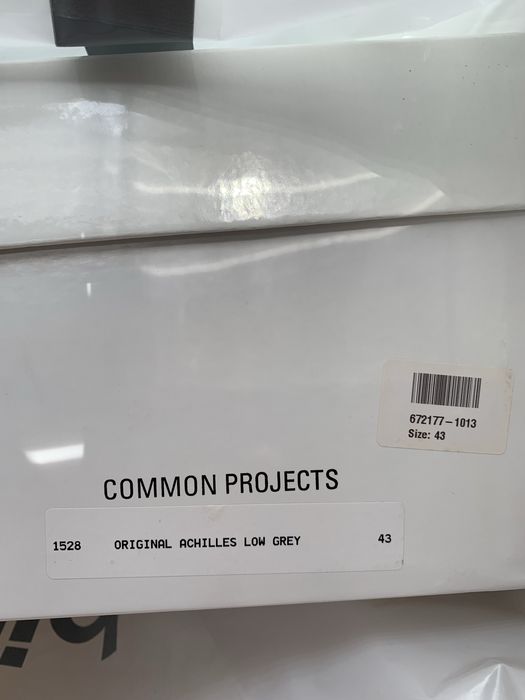 672177-1013
Size: 43
COMMON PROJECTS
1528 ORIGINAL ACHILLES LOW GREY 43